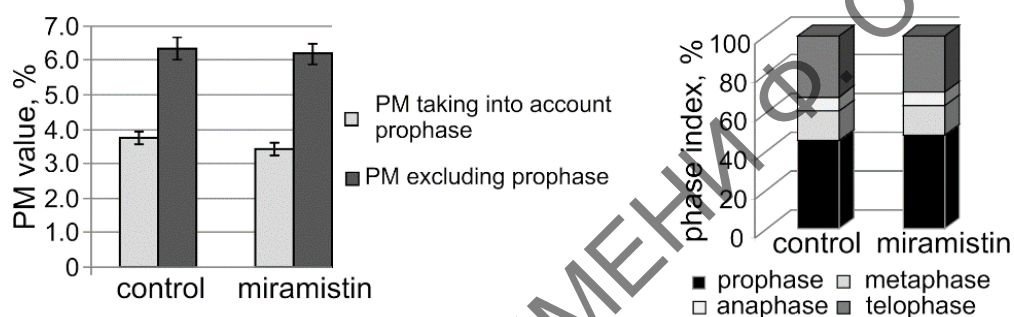 PM value, %
7.0
6.0
5.0
4.0
3.0
2.0
1.0
0
control miramistin
PM taking into account
prophase
PM excluding prophase
phase index, %
100
80
60
40
20
0
control miramistin
prophase metaphase
anaphase telophase
МЕНИ Ф